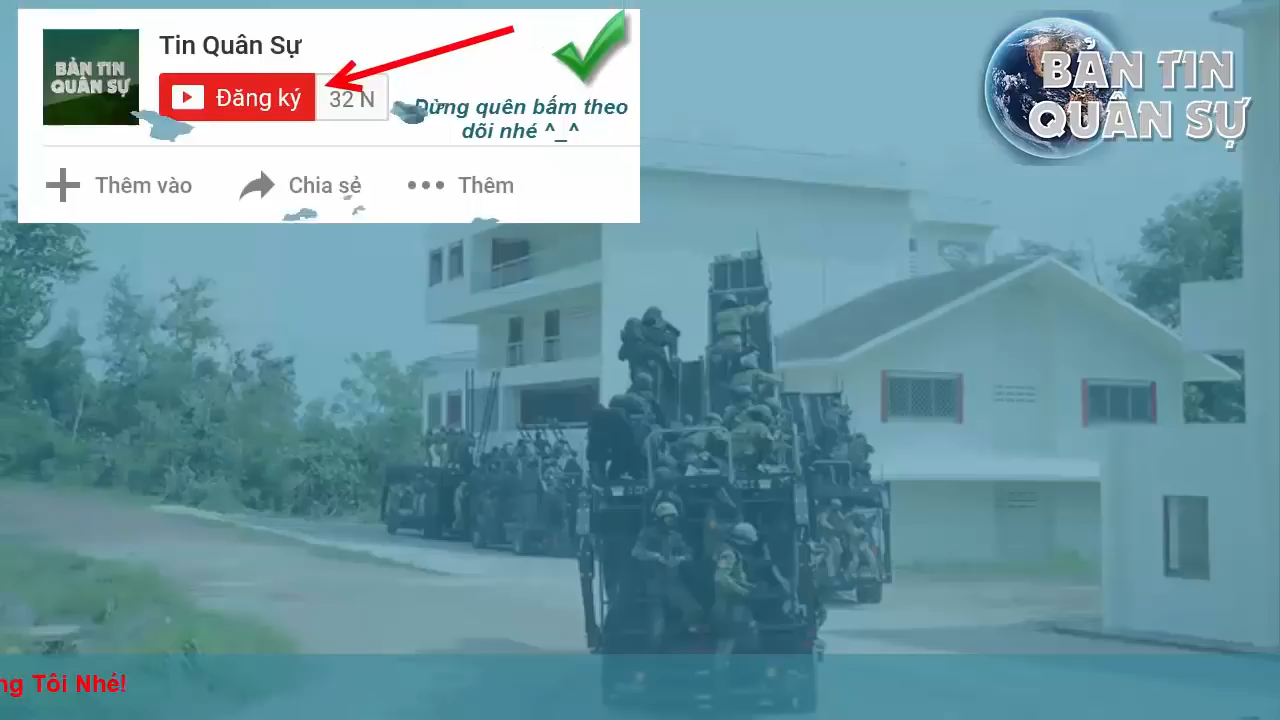 Tin Quân Sự
BẢN TIN
QUÂN SỰ
Đăng ký
32 N
Đừng quên bấm theo
dõi nhé ^_^
Thêm vào
Chia sẻ
Thêm
BẢN TIN
QUÂN SỰ
ng Tôi Nhé!